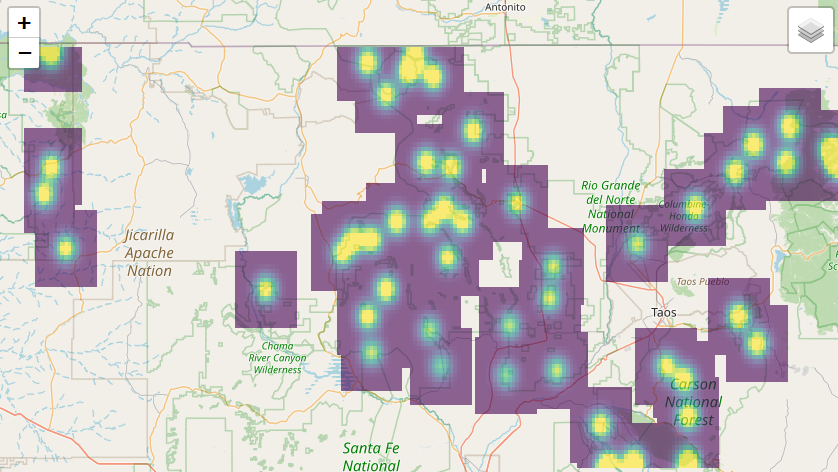 Antonito
+
−
Rio Grande
del Norte
National
Monument
Columbine-
Hondo
Wilderness
Jicarilla
Apache
Nation
Taos Pueblo
Taos
Chama
River Canyon
Wilderness
Carson
National
Forest
Santa Fe
National